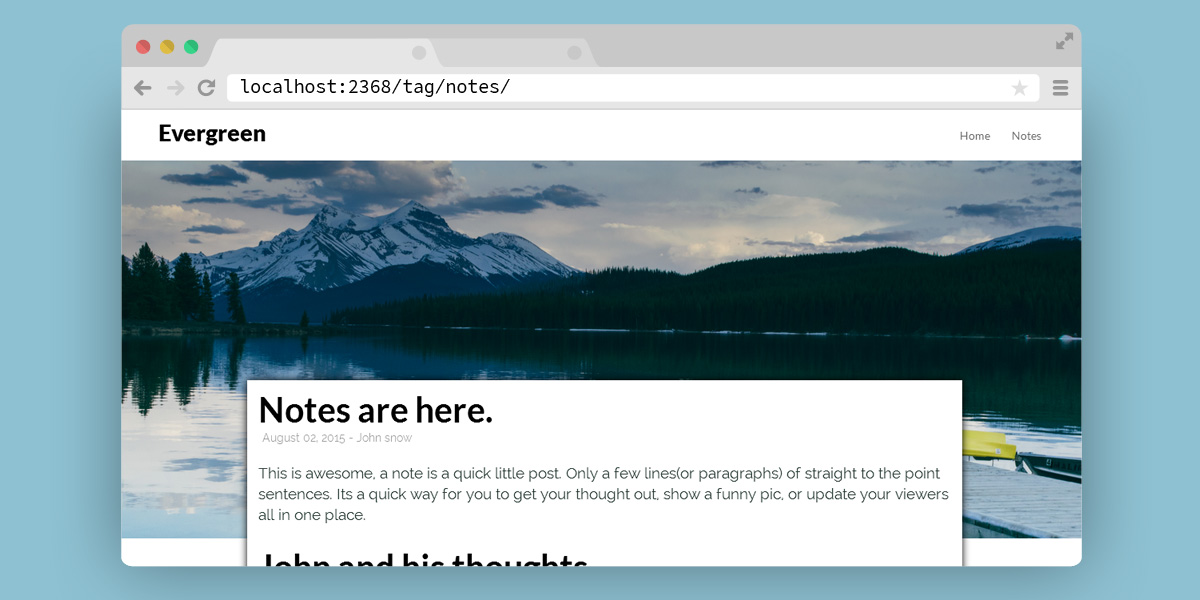 localhost:2368/tag/notes/
Evergreen
Home Notes
Notes are here.
August 02, 2015 - John snow
This is awesome, a note is a quick little post. Only a few lines(or paragraphs) of straight to the point
sentences. Its a quick way for you to get your thought out, show a funny pic, or update your viewers
all in one place.
John and his thoughts